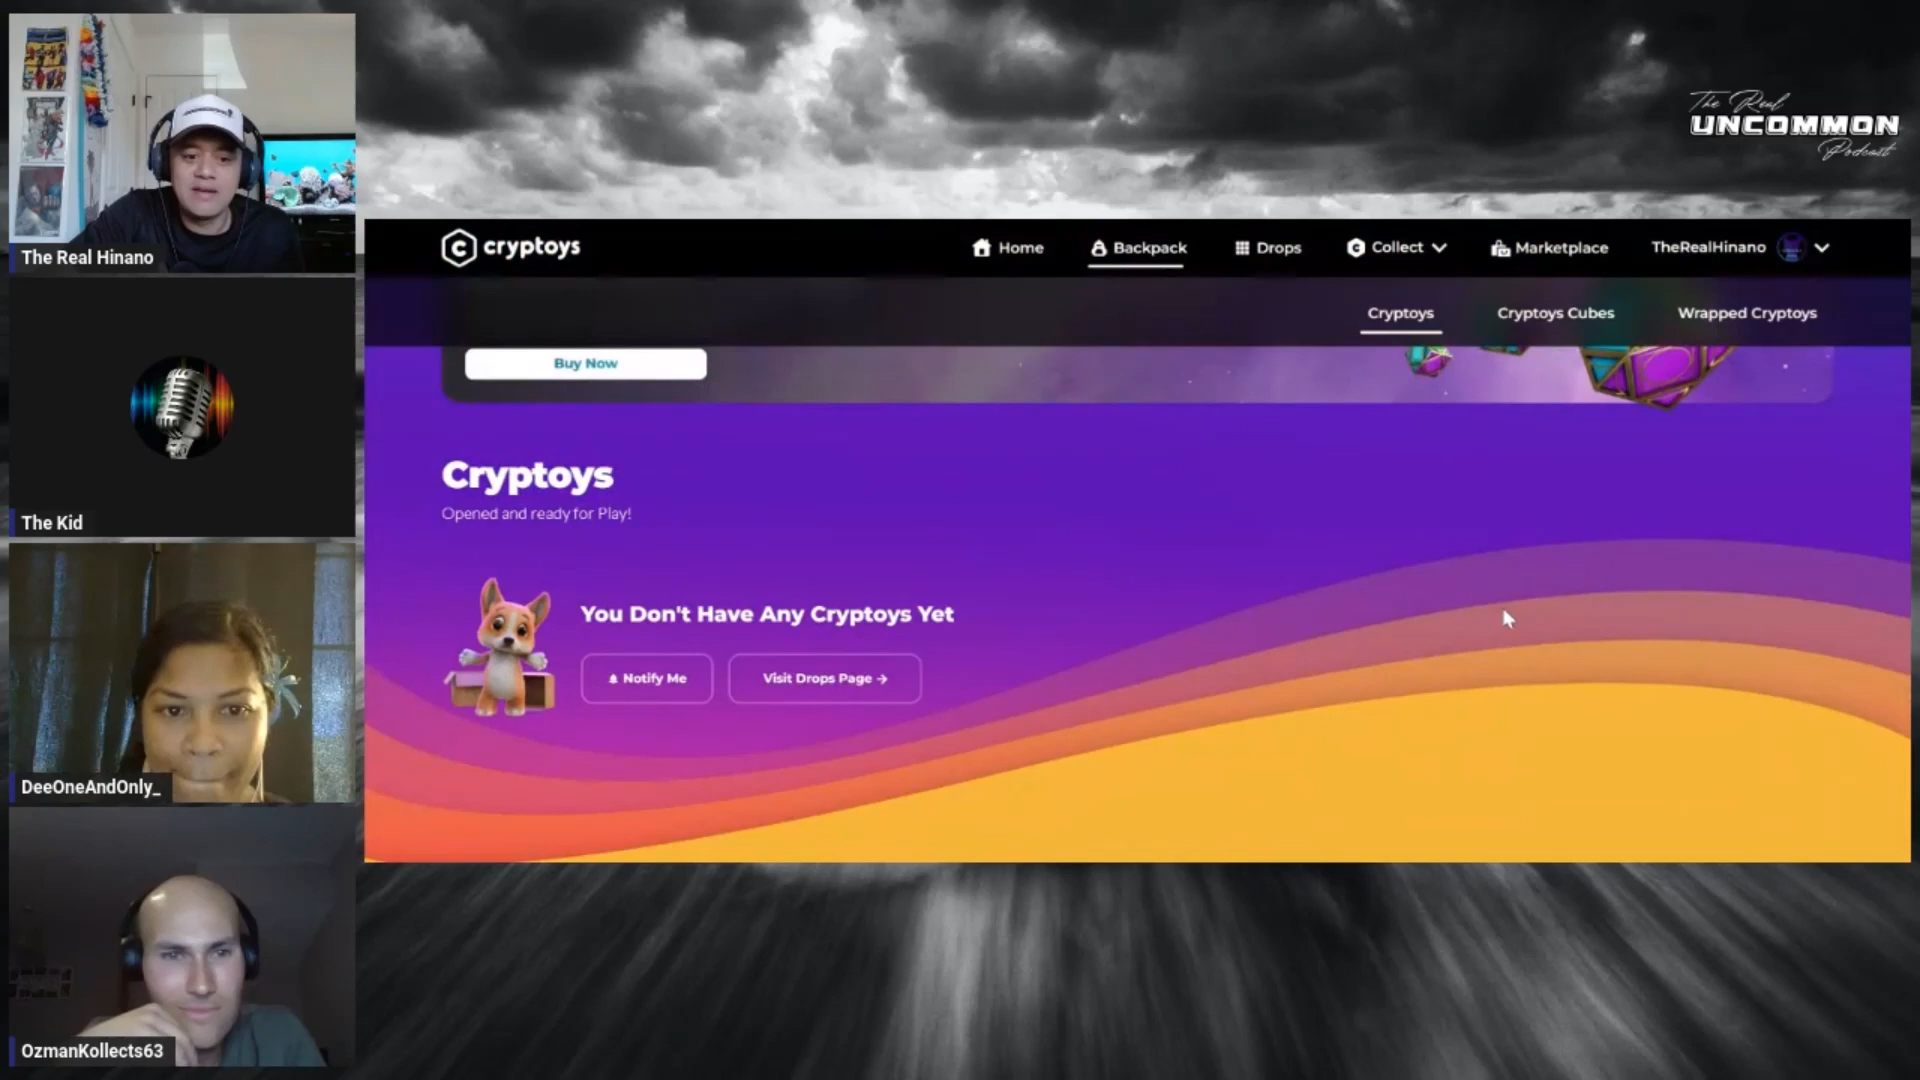 The Real
UNCOMMON
Podcast
The Real Hinano
The Kid
DeeOneAndOnly_
OzmanKollects63
cryptoys
Home
Backpack
Drops
Collect
Marketplace
TheRealHinano
Cryptoys
Cryptoys Cubes
Wrapped Cryptoys
Buy Now
Cryptoys
Opened and ready for Play!
You Don't Have Any Cryptoys Yet
Notify Me
Visit Drops Page →